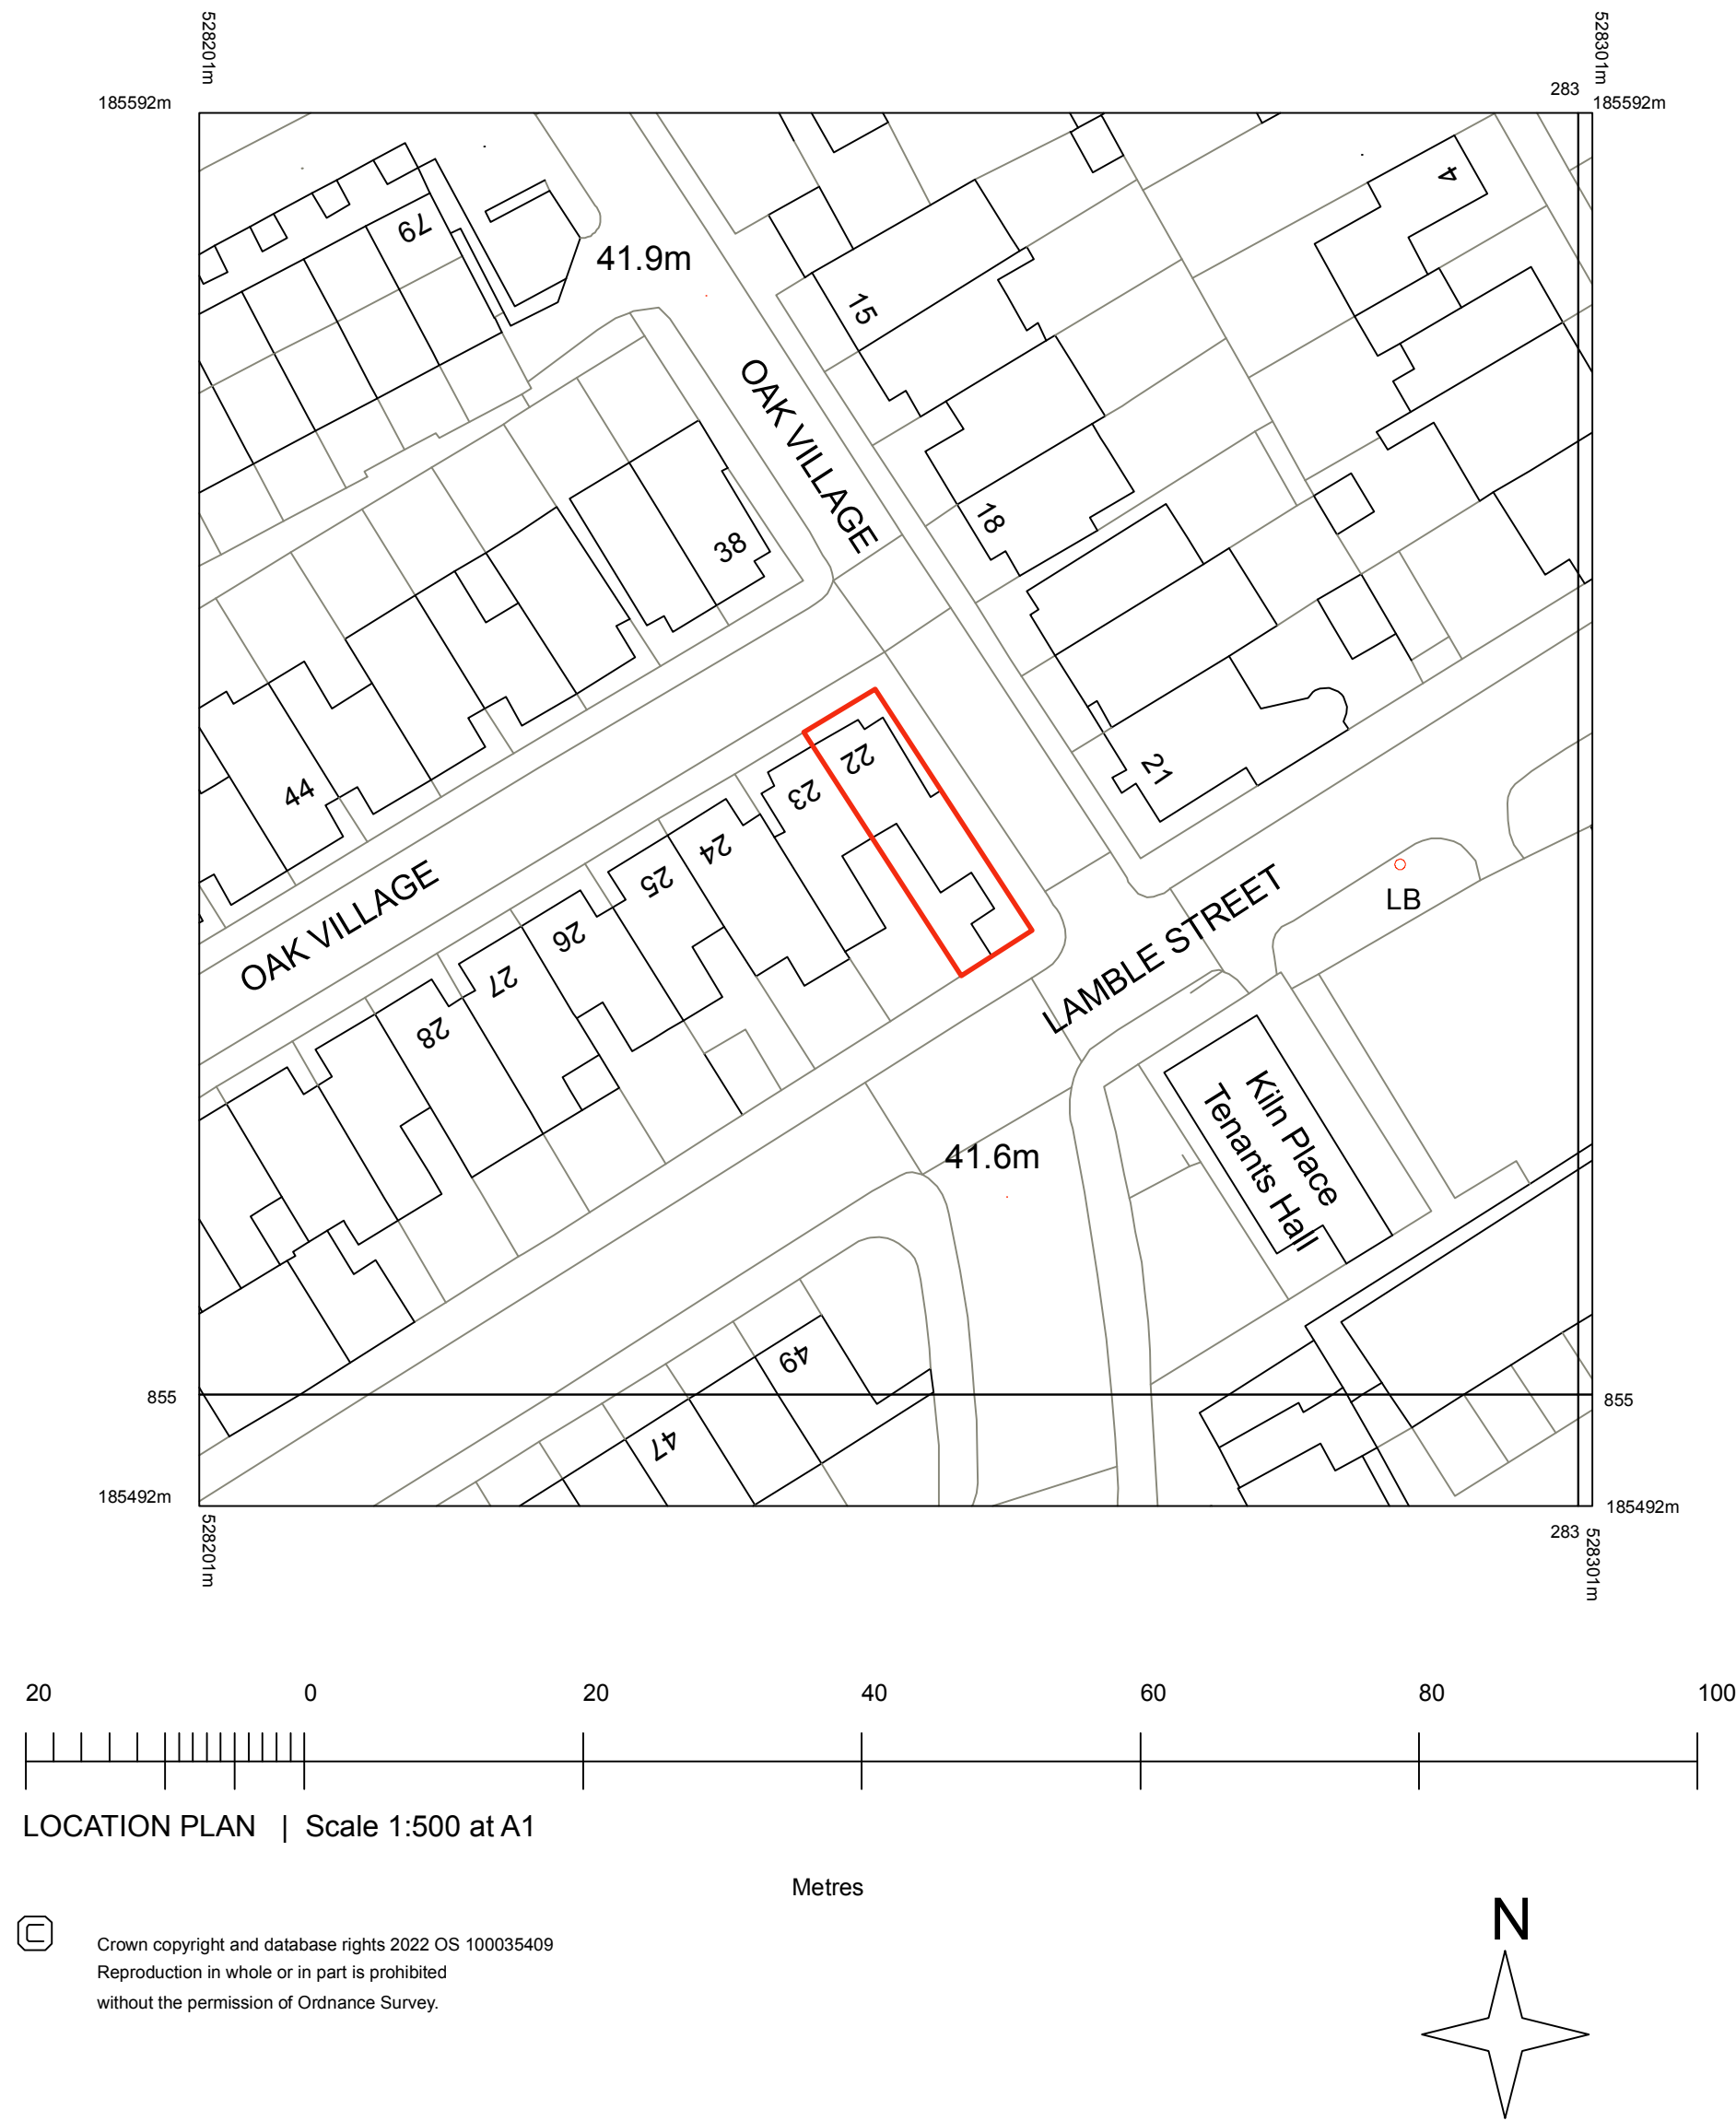 528201m
528301m
185592m
283
185592m
79
4
41.9m
15
OAK VILLAGE
18
38
22
21
44
23
24
25
OAK VILLAGE
LB
26
LAMBLE STREET
27
28
Kiln Place
Tenants Hall
41.6m
49
855
855
47
185492m
185492m
528201m
283
528301m
20 0 20 40 60 80 100
LOCATION PLAN | Scale 1:500 at A1
Metres
N
C
Crown copyright and database rights 2022 OS 100035409
Reproduction in whole or in part is prohibited
without the permission of Ordnance Survey.